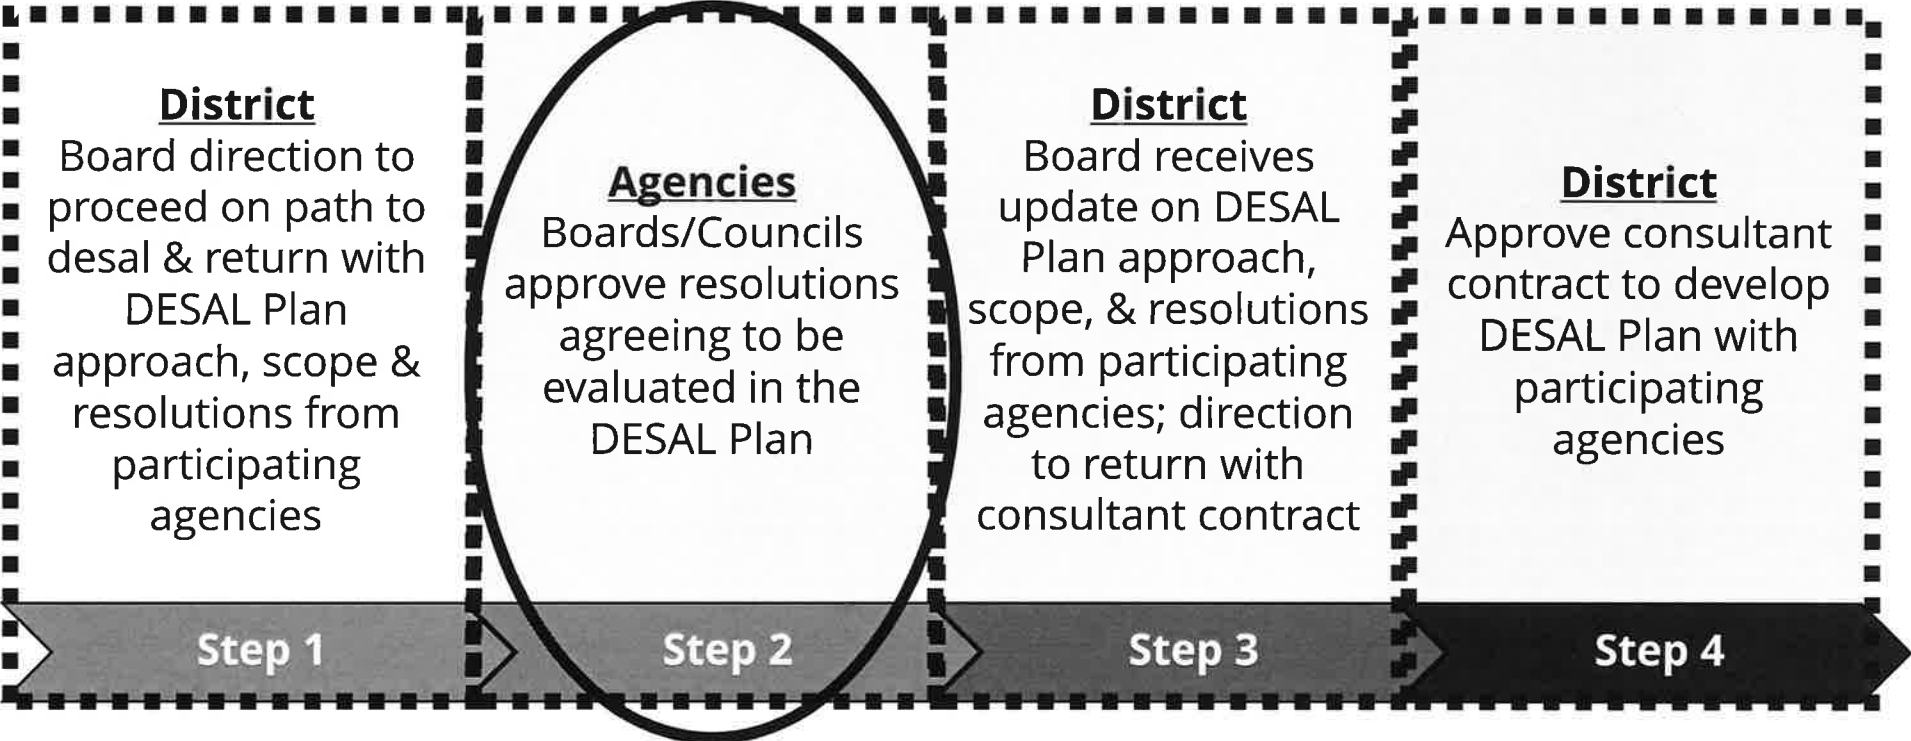 District
Board direction to
proceed on path to
desal & return with
DESAL Plan
approach, scope &
resolutions from
participating
agencies
Step 1
Agencies
Boards/Councils
approve resolutions
agreeing to be
evaluated in the
DESAL Plan
Step 2
District
Board receives
update on DESAL
Plan approach,
scope, & resolutions
from participating
agencies; direction
to return with
consultant contract
Step 3
District
Approve consultant
contract to develop
DESAL Plan with
participating
agencies
Step 4